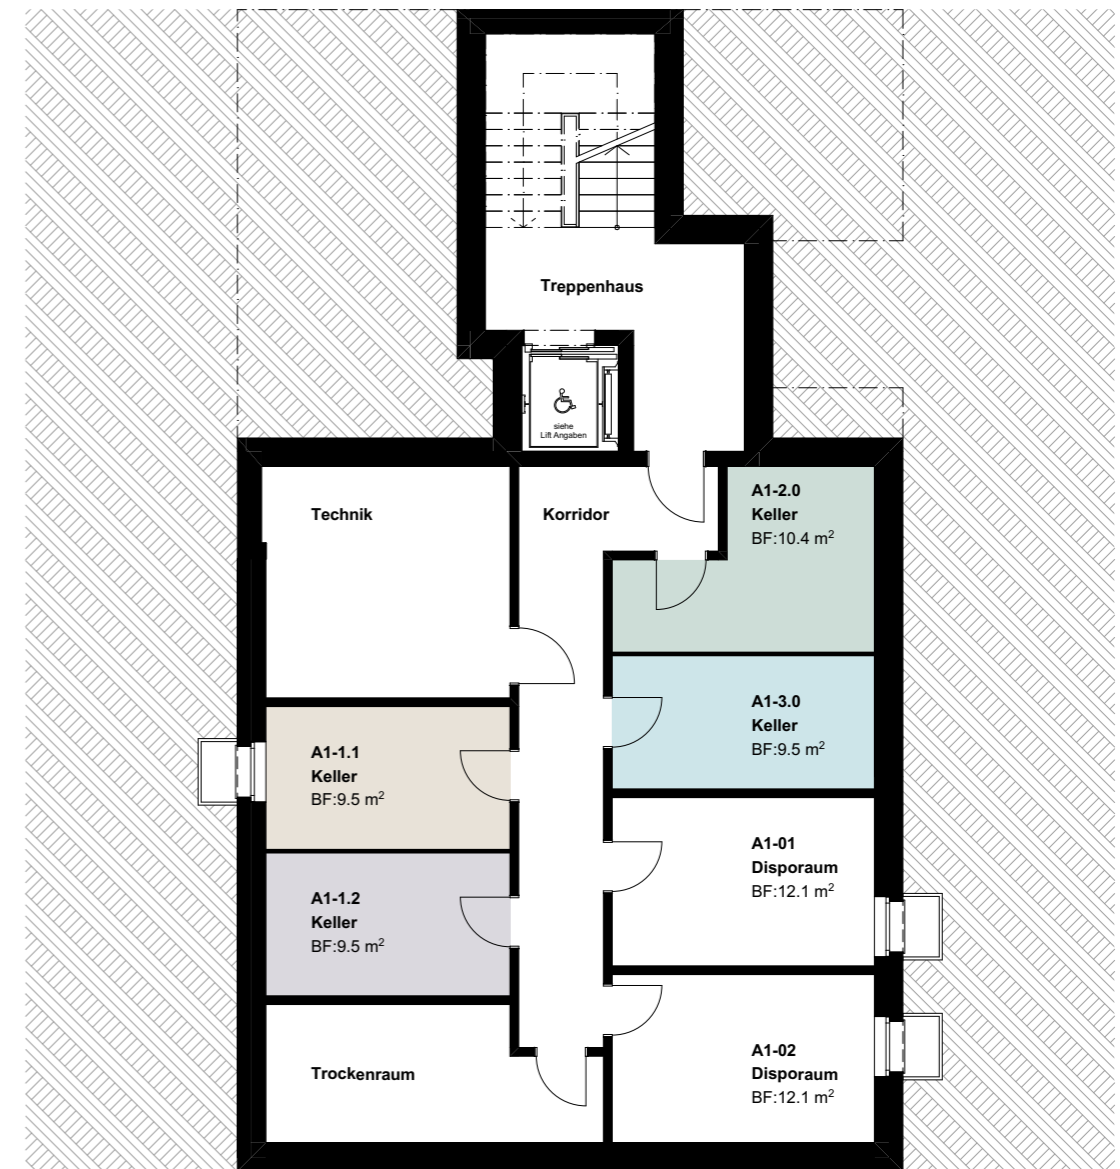 Treppenhaus
siehe
Lift Angaben
Technik
Korridor
A1-2.0
Keller
BF:10.4 m²
A1-3.0
Keller
BF:9.5 m²
A1-1.1
Keller
BF:9.5 m²
A1-01
Disporaum
BF:12.1 m²
A1-1.2
Keller
BF:9.5 m²
A1-02
Disporaum
BF:12.1 m²
Trockenraum